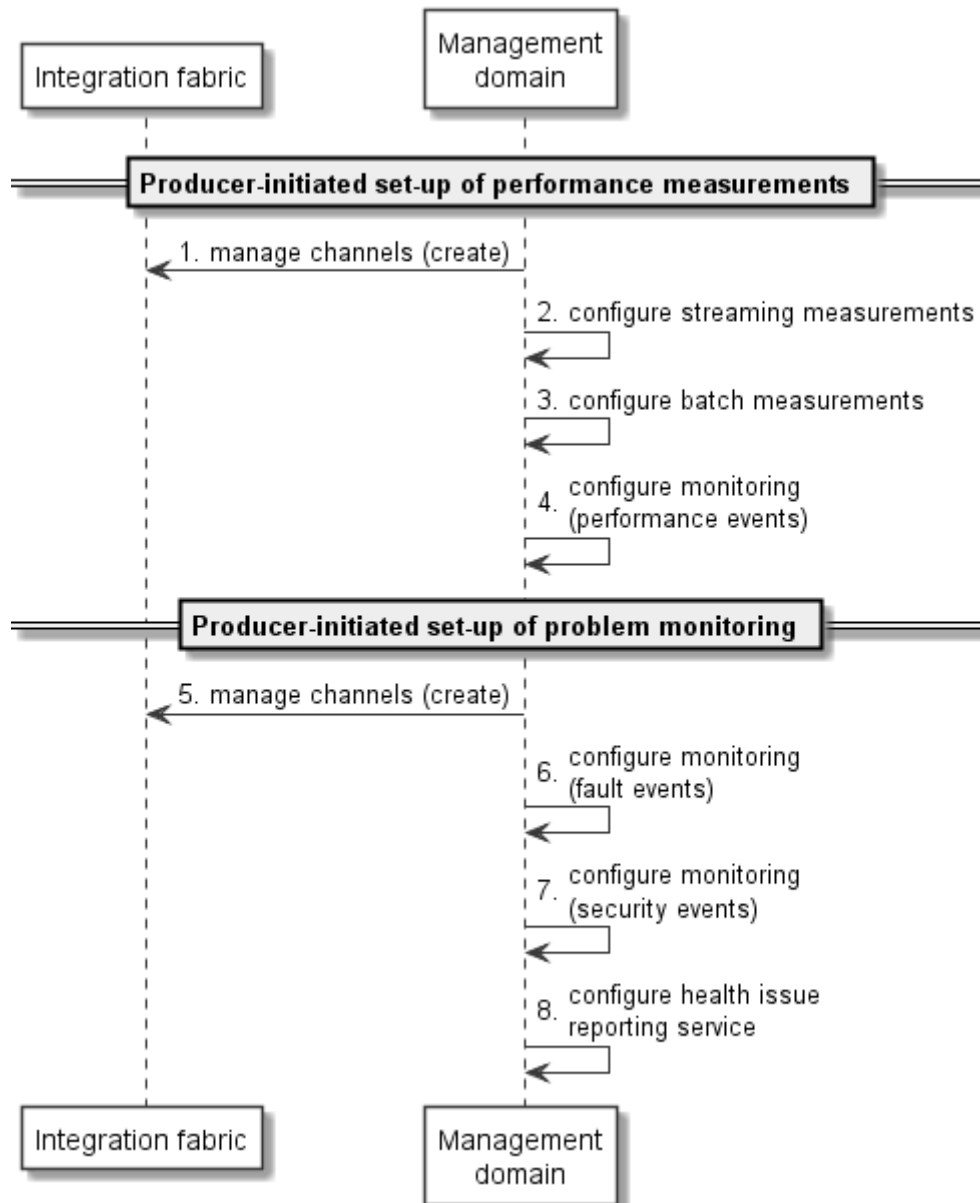 Integration fabric
Management
domain
Producer-initiated set-up of performance measurements
1. manage channels (create)
2. configure streaming measurements
3. configure batch measurements
4. configure monitoring
(performance events)
Producer-initiated set-up of problem monitoring
5. manage channels (create)
6. configure monitoring
(fault events)
7. configure monitoring
(security events)
8. configure health issue
reporting service
Integration fabric
Management
domain